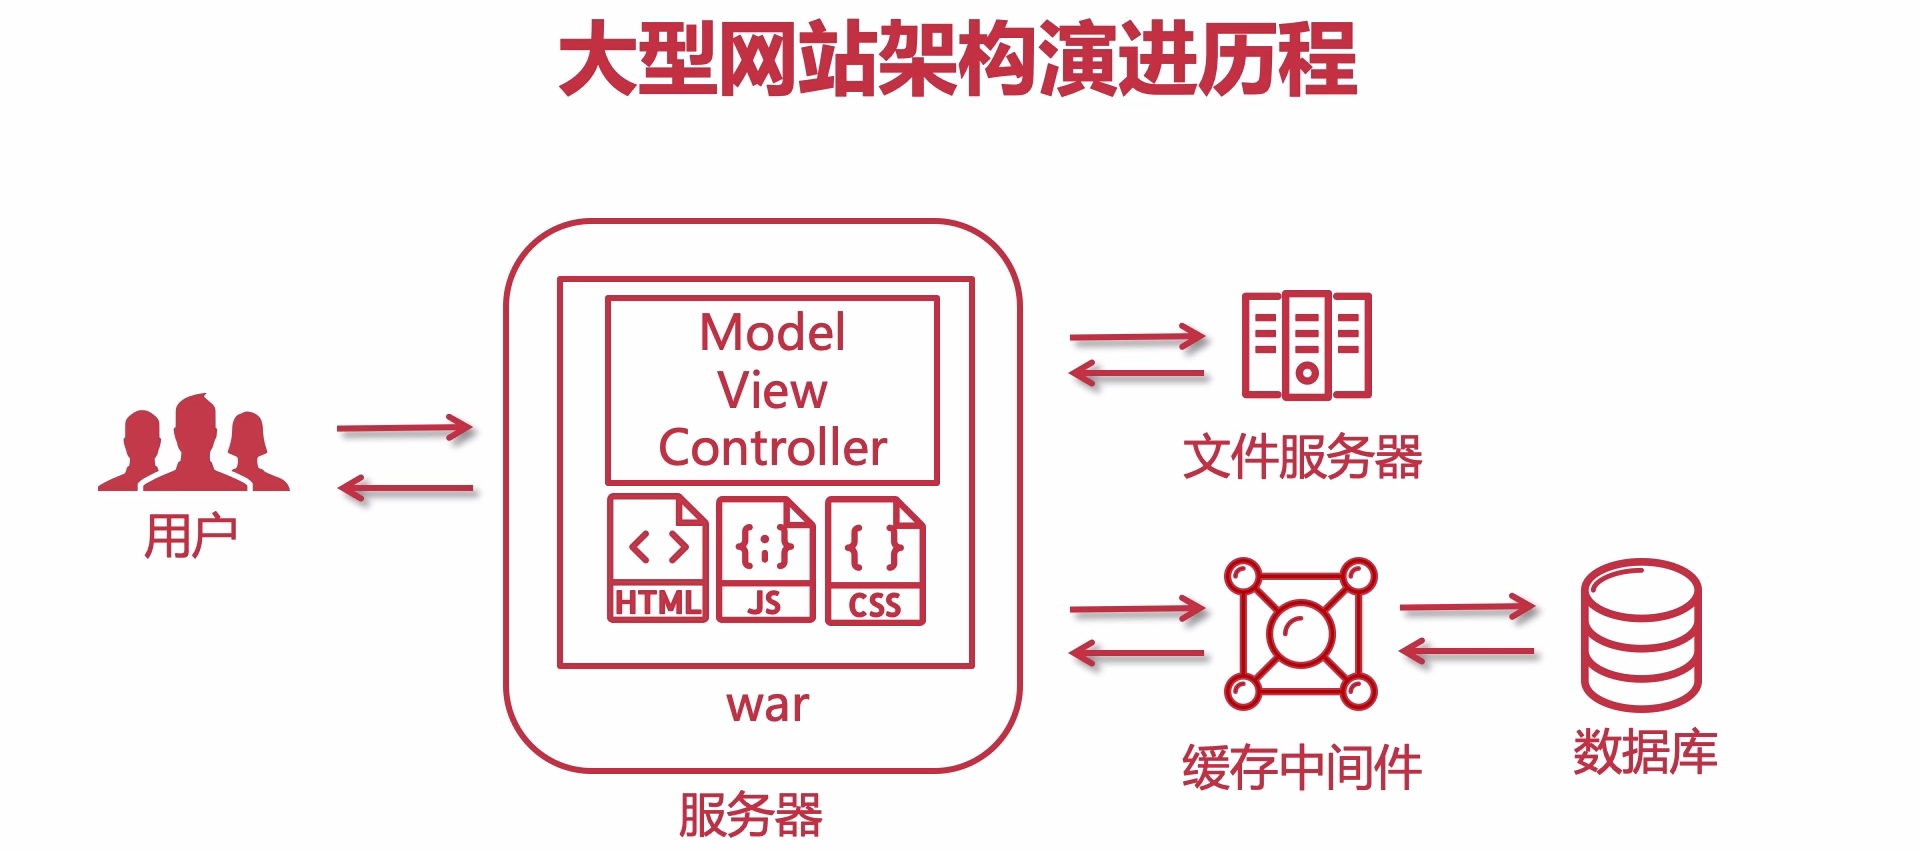 大型网站架构演进历程
Model
View
Controller
HTML
JS
CSS
war
服务器
用户
文件服务器
缓存中间件
数据库